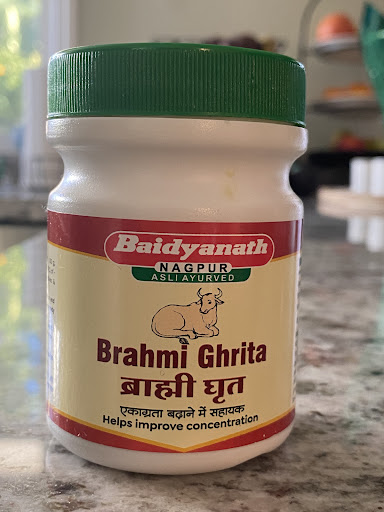 Baidyanath
NAGPUR
ASLI AYURVED
Brahmi Ghrita
ब्राह्मी घृत
एकाग्रता बढ़ाने में सहायक
Helps improve concentration